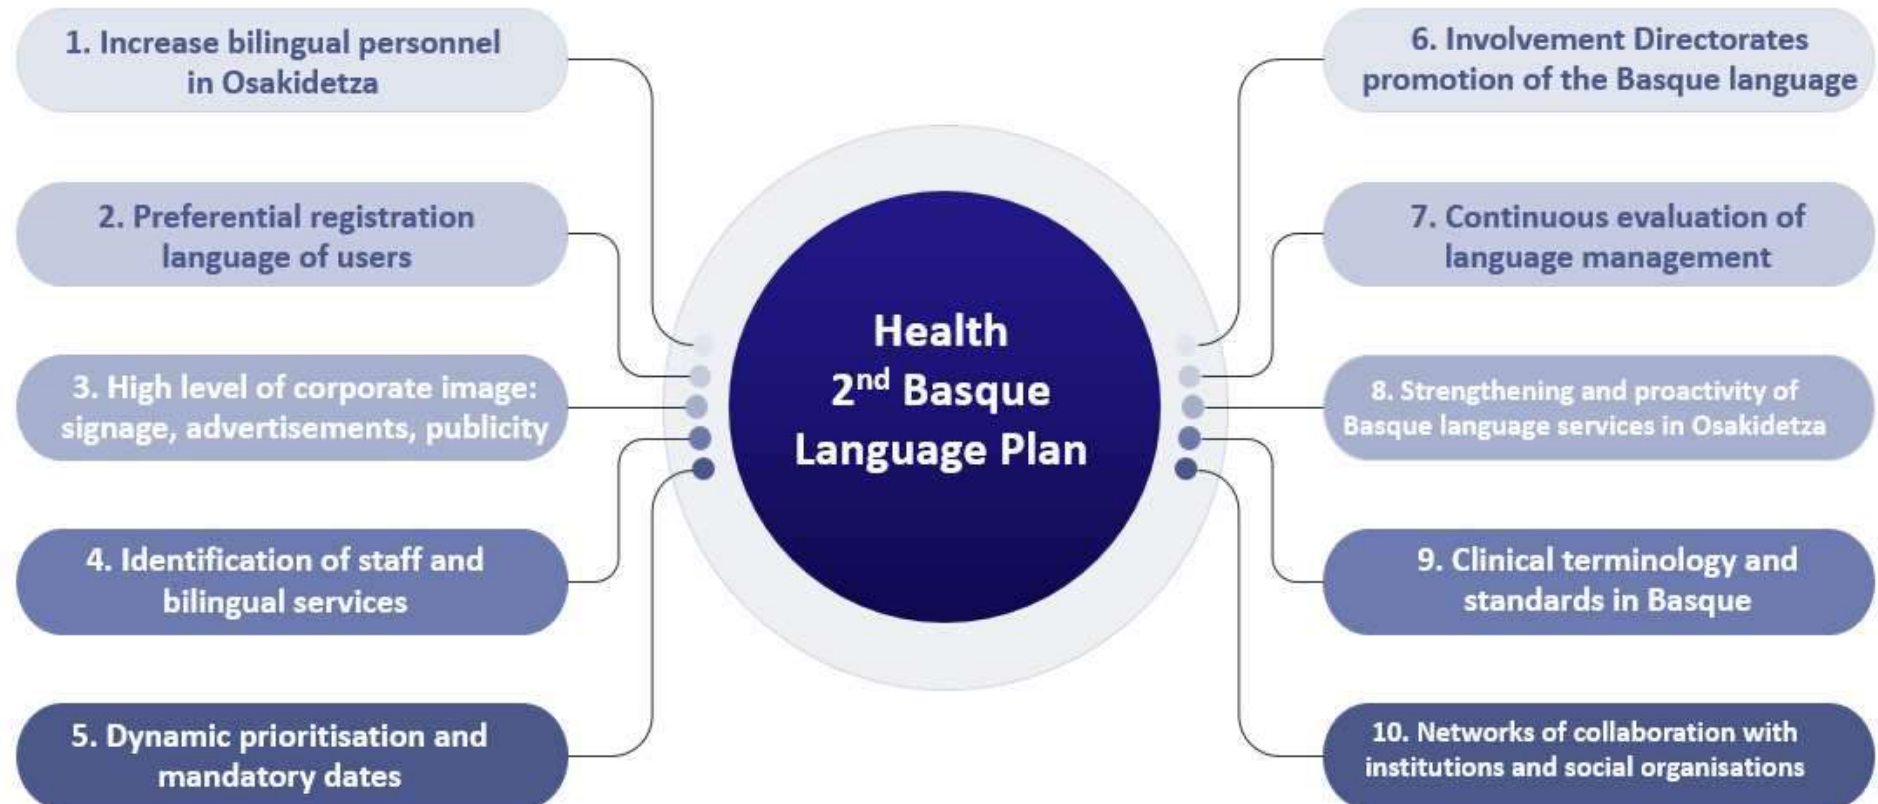 1. Increase bilingual personnel
in Osakidetza
2. Preferential registration
language of users
3. High level of corporate image:
signage, advertisements, publicity
4. Identification of staff and
bilingual services
5. Dynamic prioritisation and
mandatory dates
Health
2nd Basque
Language Plan
6. Involvement Directorates
promotion of the Basque language
7. Continuous evaluation of
language management
8. Strengthening and proactivity of
Basque language services in Osakidetza
9. Clinical terminology and
standards in Basque
10. Networks of collaboration with
institutions and social organisations